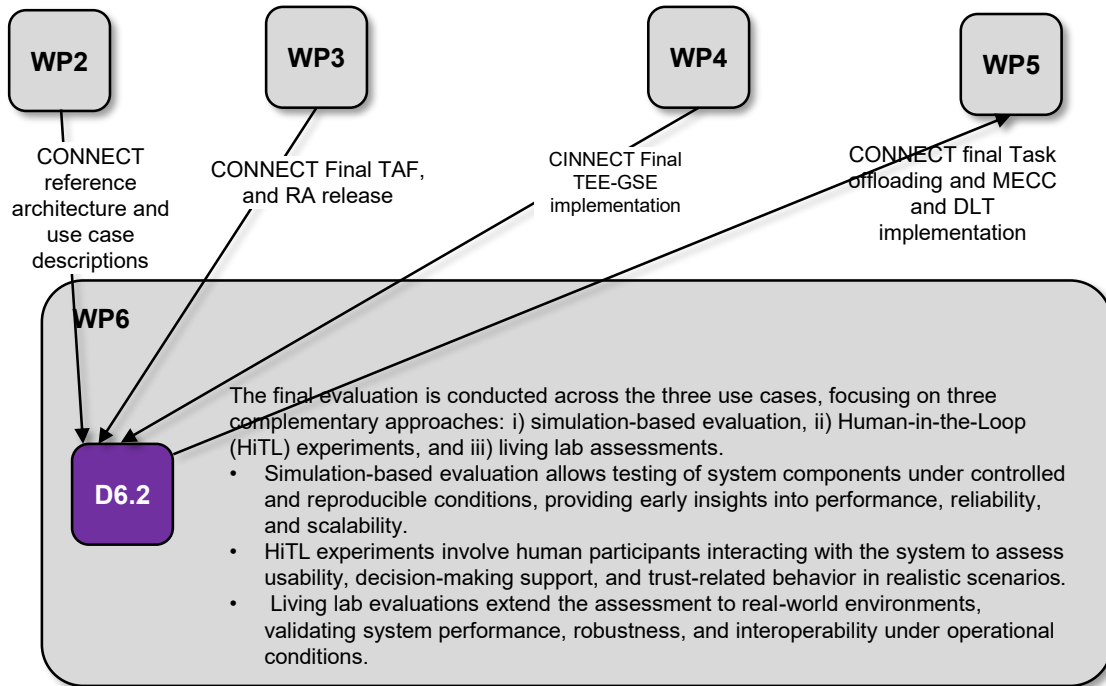 WP2
WP3
WP4
WP5
CONNECT
reference
architecture and
use case
descriptions
CONNECT Final TAF,
and RA release
CINNECT Final
TEE-GSE
implementation
CONNECT final Task
offloading and MECC
and DLT
implementation
WP6
D6.2
The final evaluation is conducted across the three use cases, focusing on three
complementary approaches: i) simulation-based evaluation, ii) Human-in-the-Loop
(HiTL) experiments, and iii) living lab assessments.
• Simulation-based evaluation allows testing of system components under controlled
and reproducible conditions, providing early insights into performance, reliability,
and scalability.
• HiTL experiments involve human participants interacting with the system to assess
usability, decision-making support, and trust-related behavior in realistic scenarios.
• Living lab evaluations extend the assessment to real-world environments,
validating system performance, robustness, and interoperability under operational
conditions.